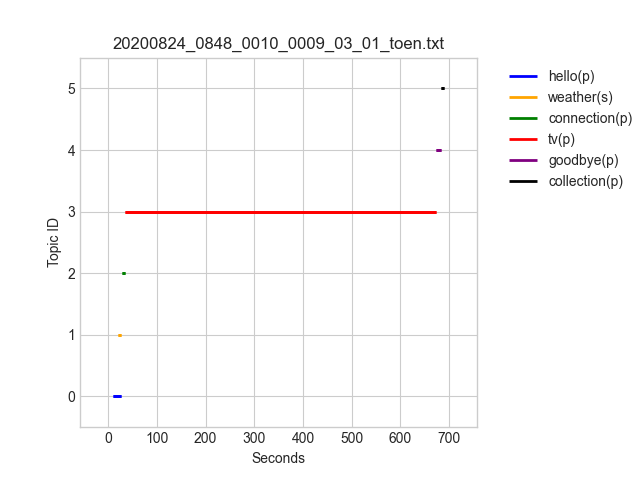 20200824_0848_0010_0009_03_01_toen.txt
hello(p)
weather(s)
connection(p)
tv(p)
goodbye(p)
collection(p)
Topic ID
5
4
3
2
1
0
0 100 200 300 400 500 600 700
Seconds